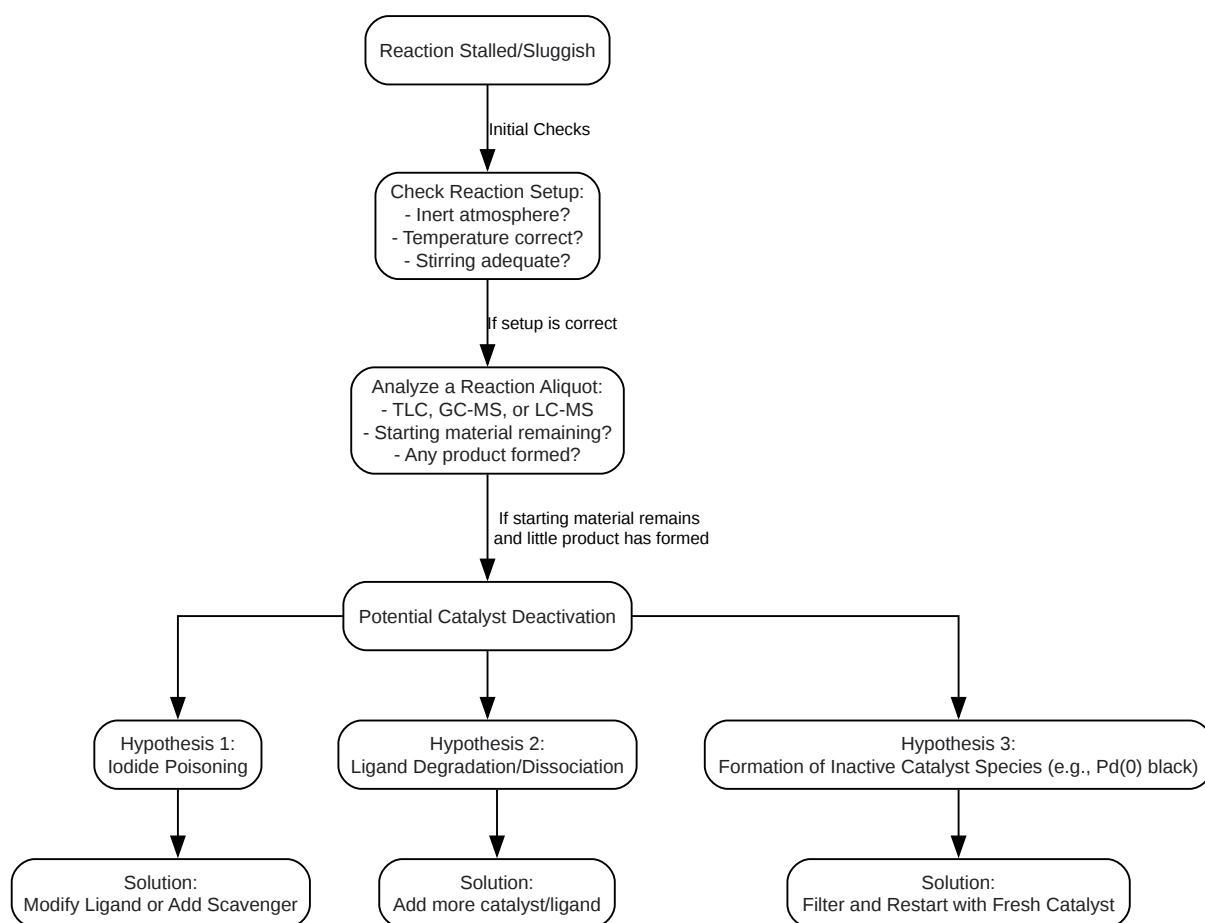 Reaction Stalled/Sluggish
Initial Checks
Check Reaction Setup:
- Inert atmosphere?
- Temperature correct?
- Stirring adequate?
If setup is correct
Analyze a Reaction Aliquot:
- TLC, GC-MS, or LC-MS
- Starting material remaining?
- Any product formed?
If starting material remains
and little product has formed
Potential Catalyst Deactivation
Hypothesis 1:
Iodide Poisoning
Hypothesis 2:
Ligand Degradation/Dissociation
Hypothesis 3:
Formation of Inactive Catalyst Species (e.g., Pd(0) black)
Solution:
Modify Ligand or Add Scavenger
Solution:
Add more catalyst/ligand
Solution:
Filter and Restart with Fresh Catalyst